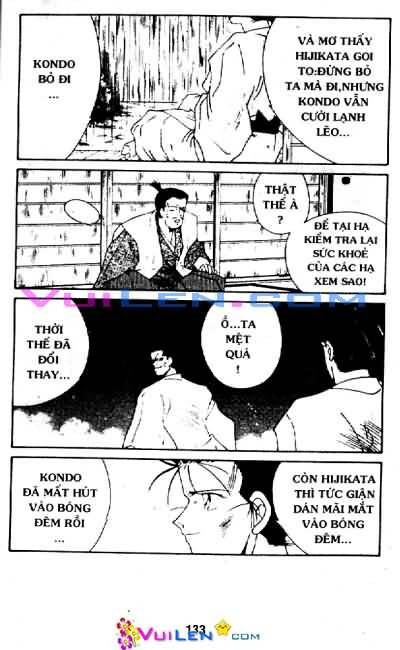 VÀ MƠ THẤY
HIJIKATA GỌI
TO:ĐỪNG BỎ
TA MÀ ĐI,NHƯNG
KONDO VẪN
CƯỜI LẠNH
LẼO...
KONDO
BỎ ĐI
...
THẬT
THẾ À
?
ĐỂ TẠI HẠ
KIỂM TRA LẠI
SỨC KHOẺ
CỦA CÁC HẠ
XEM SAO!
VUILEN.COM
Ồ...TA
MỆT
QUÁ
!
THỜI
THẾ ĐÃ
ĐỔI
THAY...
CÒN HIJIKATA
THÌ TỨC GIẬN
DÁN MÃI MẮT
VÀO BÓNG
ĐÊM...
KONDO
ĐÃ MẤT HÚT
VÀO BÓNG
ĐÊM RỒI
...
133
VUILEN.COM